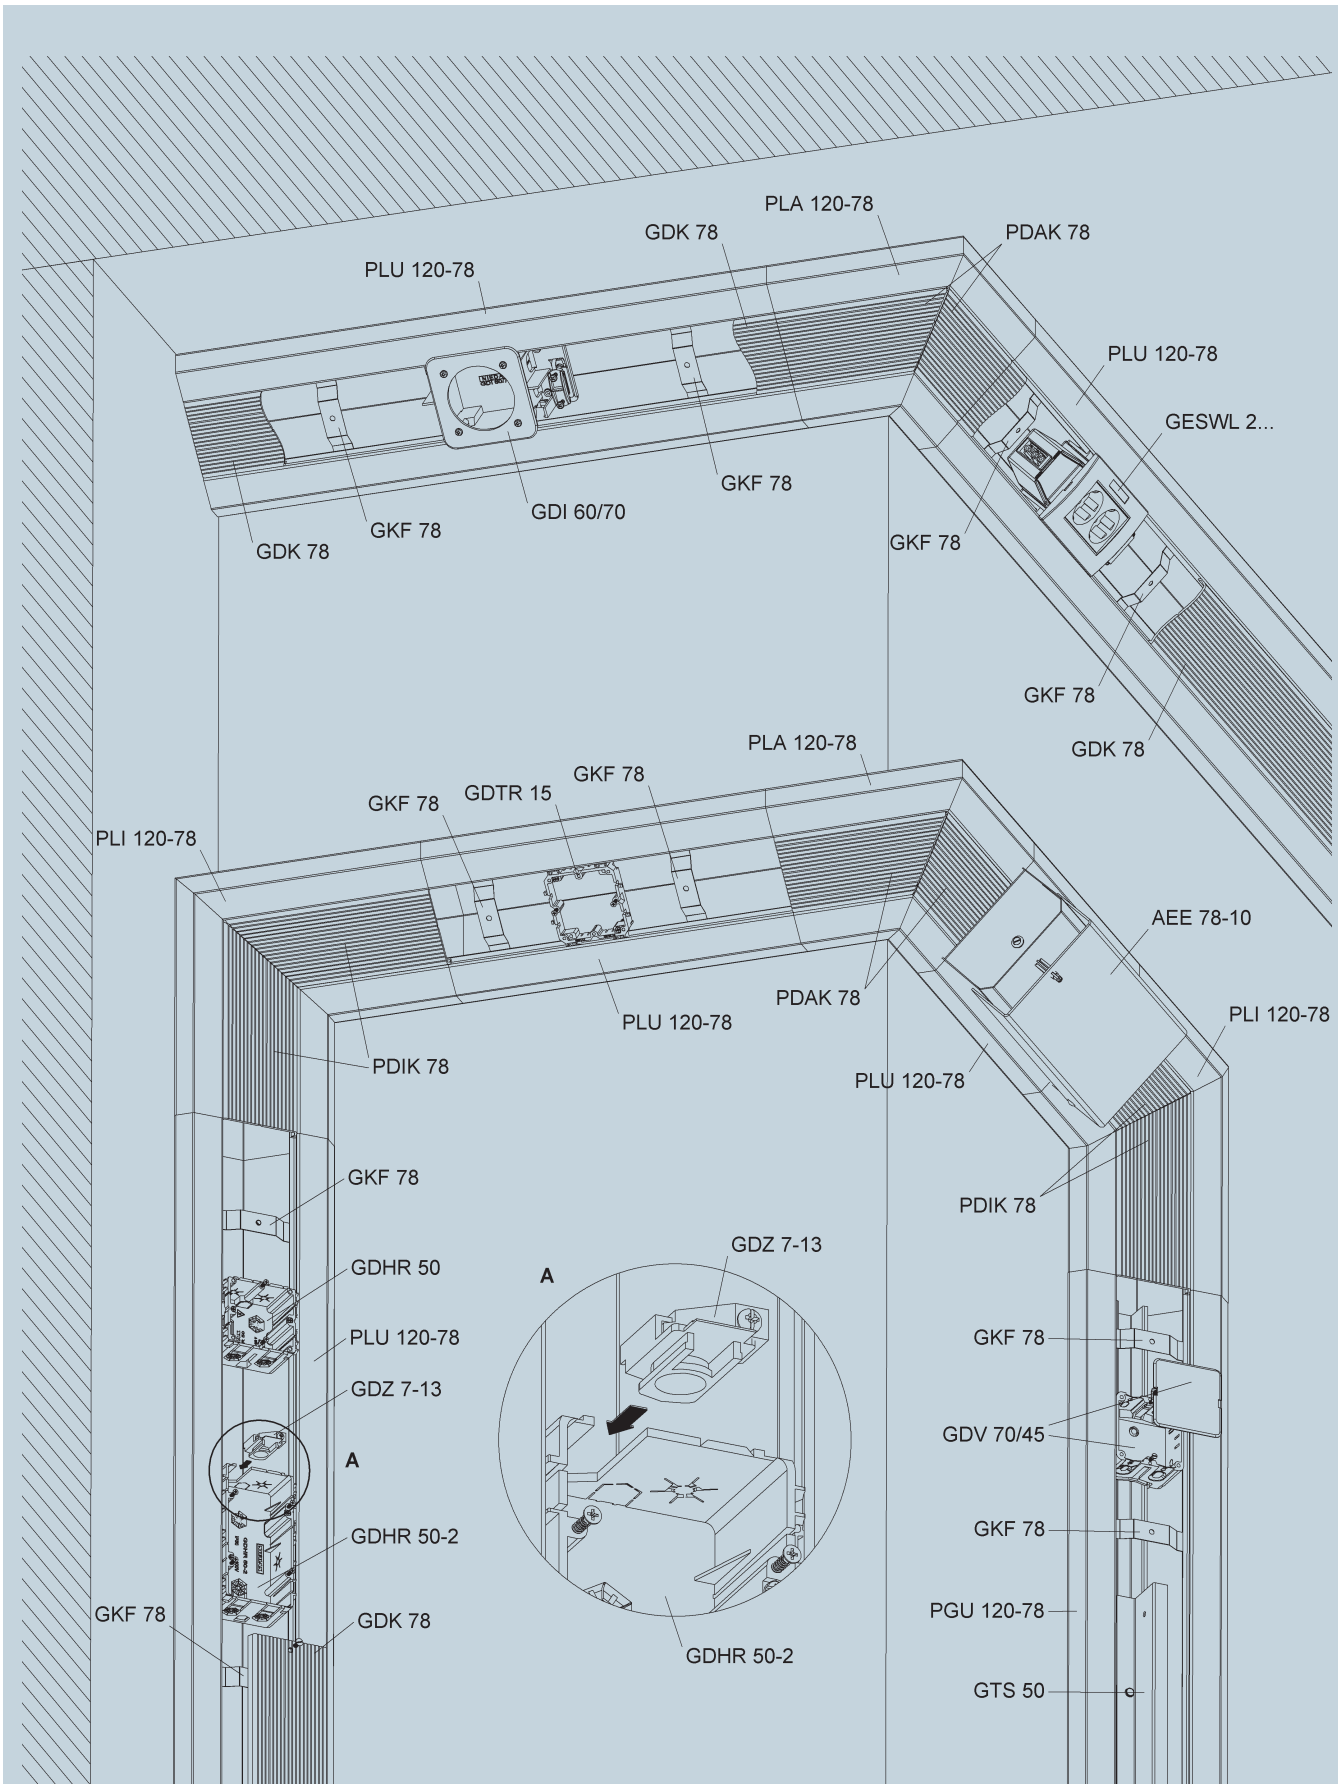 PLA 120-78
GDK 78
PDAK 78
PLU 120-78
PLU 120-78
GESWL 2...
GKF 78
GDI 60/70
GKF 78
GKF 78
GDK 78
GKF 78
GDK 78
PLA 120-78
GKF 78
GDTR 15
GKF 78
PLI 120-78
AEE 78-10
PDAK 78
PLI 120-78
PLU 120-78
PDIK 78
PLU 120-78
GKF 78
PDIK 78
GDZ 7-13
A
GDHR 50
PLU 120-78
GKF 78
GDZ 7-13
GDV 70/45
A
GDHR 50-2
GKF 78
GKF 78
GDK 78
PGU 120-78
GDHR 50-2
GTS 50